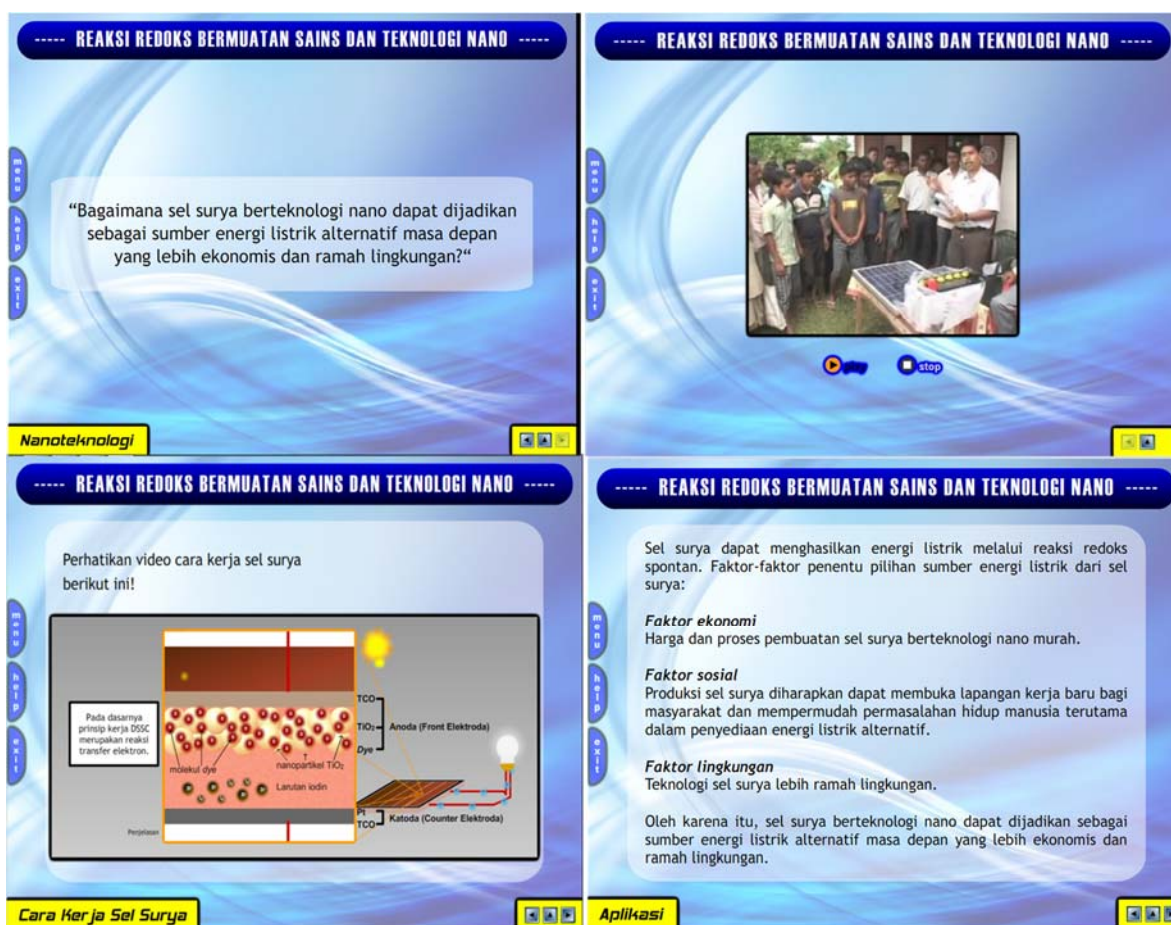 ----- REAKSI REDOKS BERMUATAN SAINS DAN TEKNOLOGI NANO -----
menu
help
exit
“Bagaimana sel surya berteknologi nano dapat dijadikan
sebagai sumber energi listrik alternatif masa depan
yang lebih ekonomis dan ramah lingkungan?“
Nanoteknologi
----- REAKSI REDOKS BERMUATAN SAINS DAN TEKNOLOGI NANO -----
menu
help
exit
play
stop
----- REAKSI REDOKS BERMUATAN SAINS DAN TEKNOLOGI NANO -----
menu
help
exit
Perhatikan video cara kerja sel surya
berikut ini!
Pada dasarnya
prinsip kerja DSSC
merupakan reaksi
transfer elektron.
TCO
TiO₂
Anoda (Front Elektroda)
Dye
molekul dye
nanopartikel TiO₂
Larutan iodin
Pt
TCO
Katoda (Counter Elektroda)
Penjelasan
Cara Kerja Sel Surya
----- REAKSI REDOKS BERMUATAN SAINS DAN TEKNOLOGI NANO -----
menu
help
exit
Sel surya dapat menghasilkan energi listrik melalui reaksi redoks
spontan. Faktor-faktor penentu pilihan sumber energi listrik dari sel
surya:
Faktor ekonomi
Harga dan proses pembuatan sel surya berteknologi nano murah.
Faktor sosial
Produksi sel surya diharapkan dapat membuka lapangan kerja baru bagi
masyarakat dan mempermudah permasalahan hidup manusia terutama
dalam penyediaan energi listrik alternatif.
Faktor lingkungan
Teknologi sel surya lebih ramah lingkungan.
Oleh karena itu, sel surya berteknologi nano dapat dijadikan sebagai
sumber energi listrik alternatif masa depan yang lebih ekonomis dan
ramah lingkungan.
Aplikasi